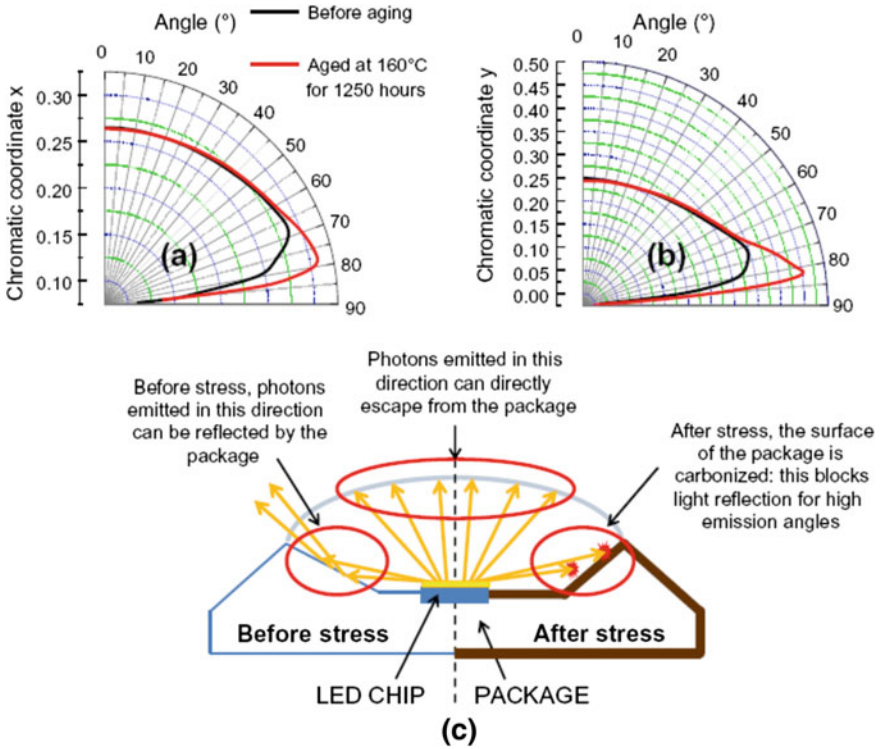 Angle (°)
Before aging
Aged at 160°C
for 1250 hours
Chromatic coordinate x
0.30
0.25
0.20
0.15
0.10
0
10
20
30
40
50
60
70
80
90
(a)
Angle (°)
Chromatic coordinate y
0.50
0.45
0.40
0.35
0.30
0.25
0.20
0.15
0.10
0.05
0.00
0
10
20
30
40
50
60
70
80
90
(b)
Before stress, photons
emitted in this direction
can be reflected by the
package
Photons emitted in this
direction can directly
escape from the package
After stress, the surface
of the package is
carbonized: this blocks
light reflection for high
emission angles
Before stress
After stress
LED CHIP
PACKAGE
(c)